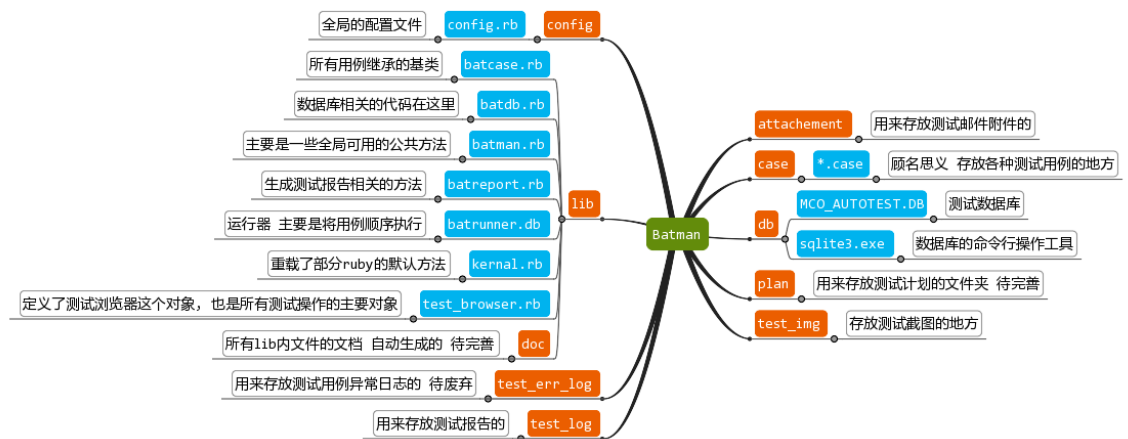 全局的配置文件 config.rb config
所有用例继承的基类 batcase.rb
数据库相关的代码在这里 batdb.rb
主要是一些全局可用的公共方法 batman.rb
生成测试报告相关的方法 batreport.rb
lib
运行器 主要是将用例顺序执行 batrunner.db
重载了部分ruby的默认方法 kernal.rb
定义了测试浏览器这个对象，也是所有测试操作的主要对象 test_browser.rb
所有lib内文件的文档 自动生成的 待完善 doc
用来存放测试用例异常日志的 待废弃 test_err_log
用来存放测试报告的 test_log
Batman
attachement 用来存放测试邮件附件的
case *.case 顾名思义 存放各种测试用例的地方
MCO_AUTOTEST.DB 测试数据库
db
sqlite3.exe 数据库的命令行操作工具
plan 用来存放测试计划的文件夹 待完善
test_img 存放测试截图的地方